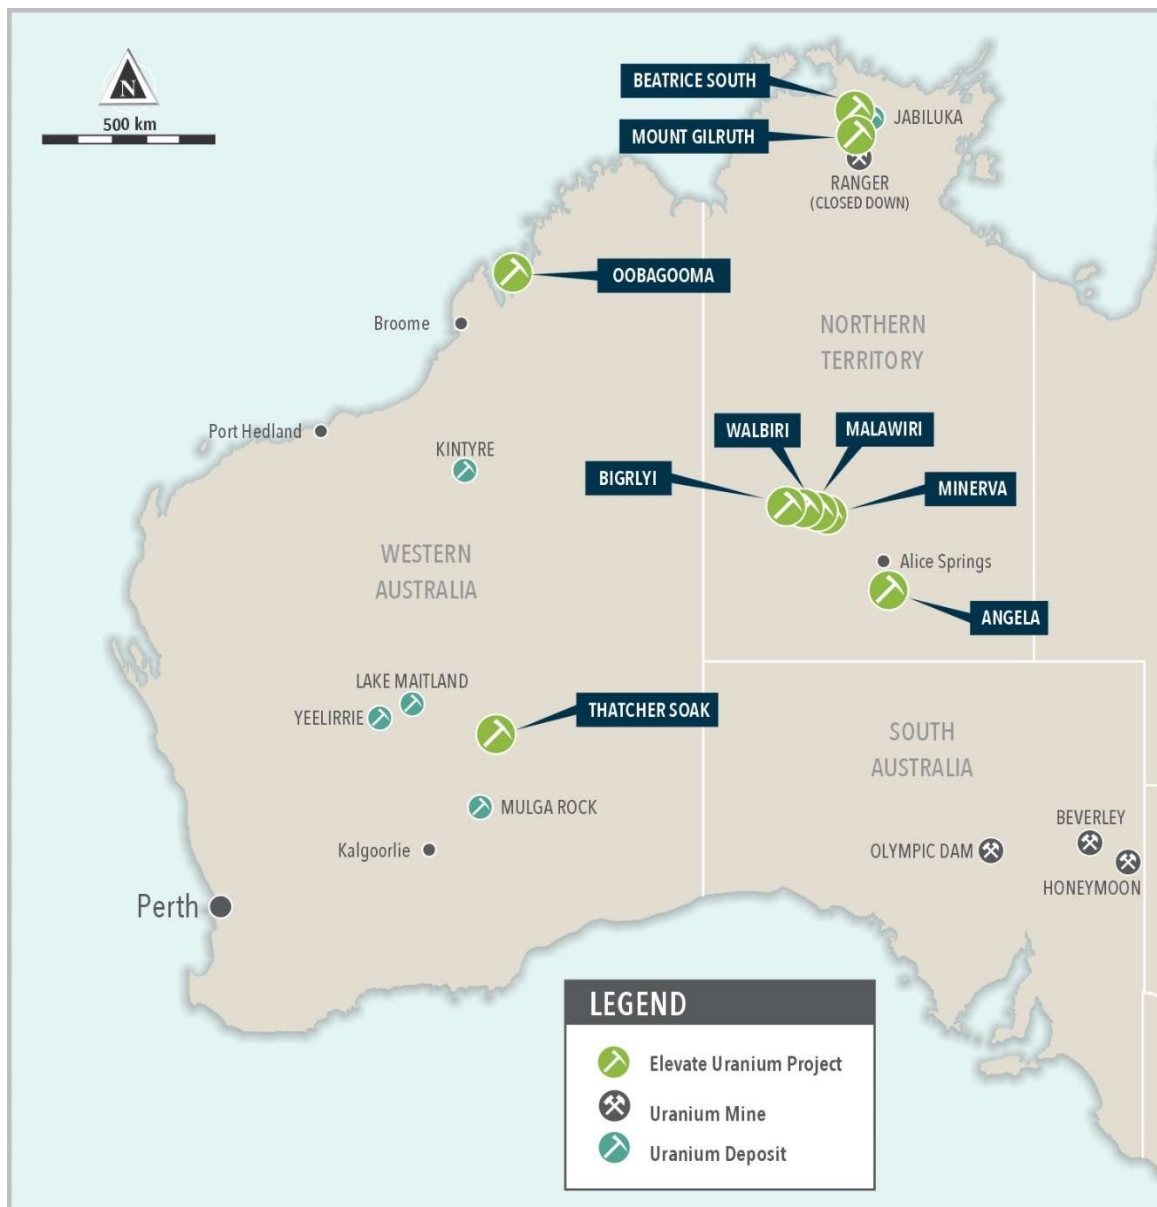 N
500 km
BEATRICE SOUTH
JABILUKA
MOUNT GILRUTH
RANGER
(CLOSED DOWN)
OOBAGOOMA
Broome
NORTHERN
TERRITORY
Port Hedland
KINTYRE
WALBIRI
MALAWIRI
BIGRLYI
MINERVA
WESTERN
AUSTRALIA
Alice Springs
ANGELA
LAKE MAITLAND
YEELIRRIE
THATCHER SOAK
SOUTH
AUSTRALIA
MULGA ROCK
BEVERLEY
Kalgoorlie
OLYMPIC DAM
HONEYMOON
Perth
LEGEND
Elevate Uranium Project
Uranium Mine
Uranium Deposit